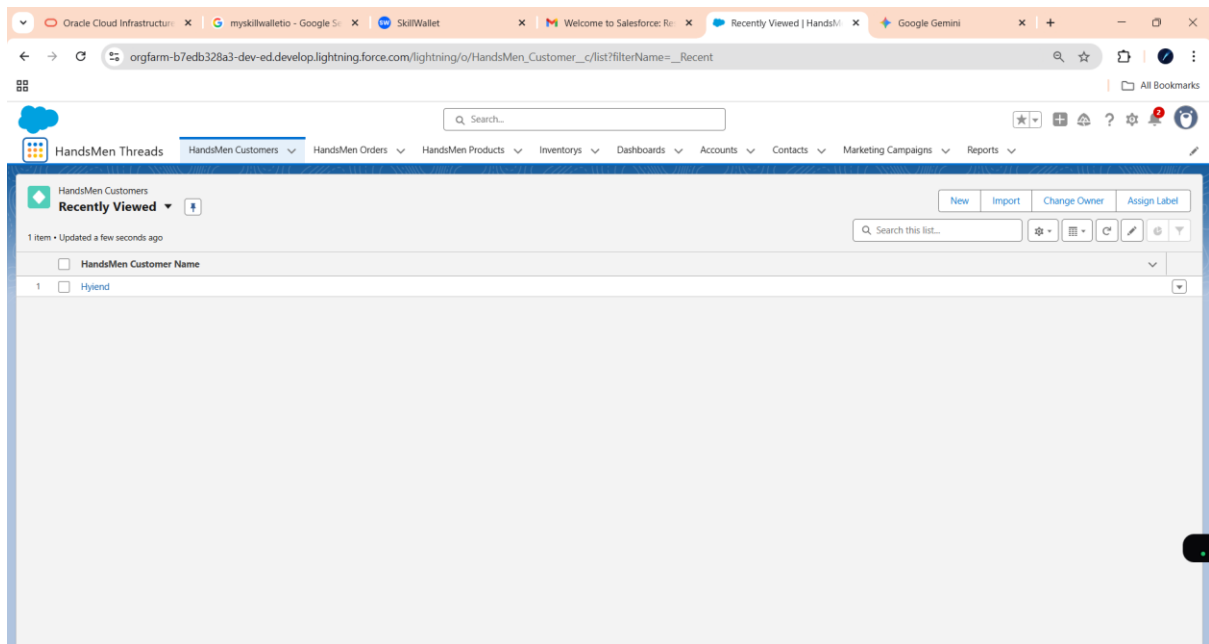 Oracle Cloud Infrastructure
myskillwalletio - Google Se
SkillWallet
Welcome to Salesforce: Re
Recently Viewed | HandsM
Google Gemini
orgfarm-b7edb328a3-dev-ed.develop.lightning.force.com/lightning/o/HandsMen_Customer__c/list?filterName=__Recent
All Bookmarks
Search...
2
HandsMen Threads
HandsMen Customers
HandsMen Orders
HandsMen Products
Inventorys
Dashboards
Accounts
Contacts
Marketing Campaigns
Reports
HandsMen Customers
Recently Viewed
New
Import
Change Owner
Assign Label
1 item • Updated a few seconds ago
Search this list...
HandsMen Customer Name
1 Hyiend